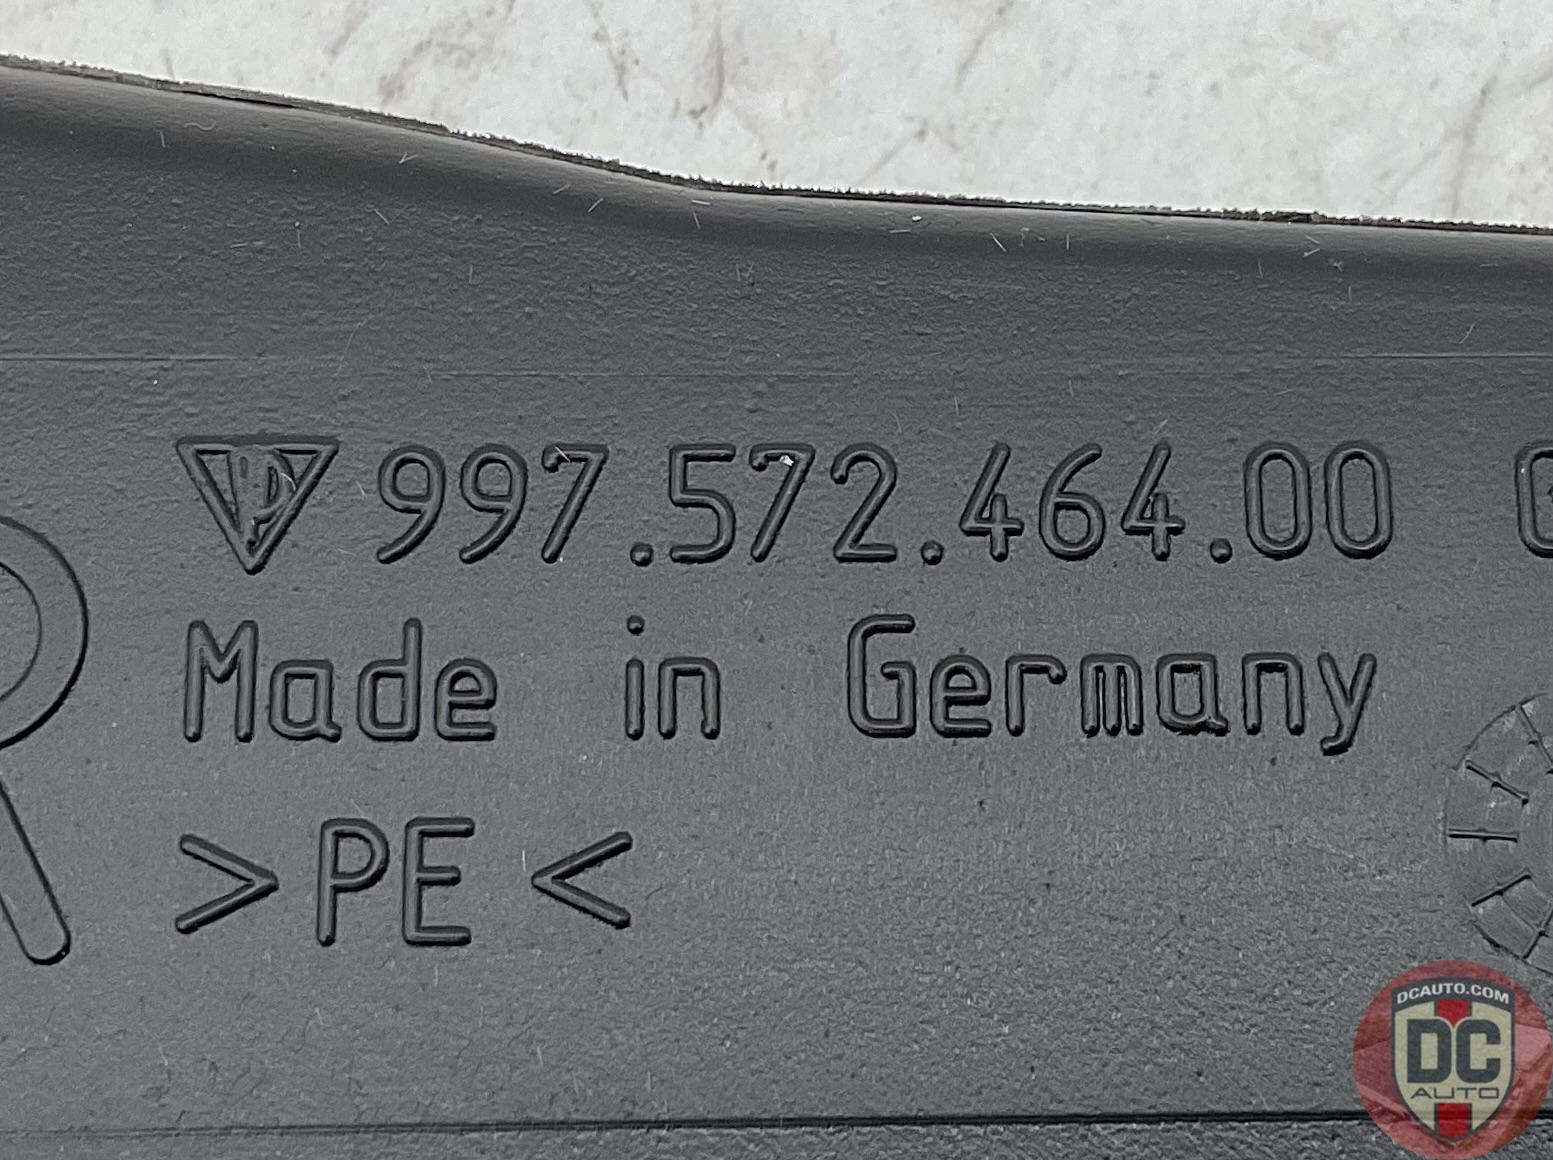 997.572.464.00
Made in Germany
>PE<
DCAUTO.COM
DC
AUTO